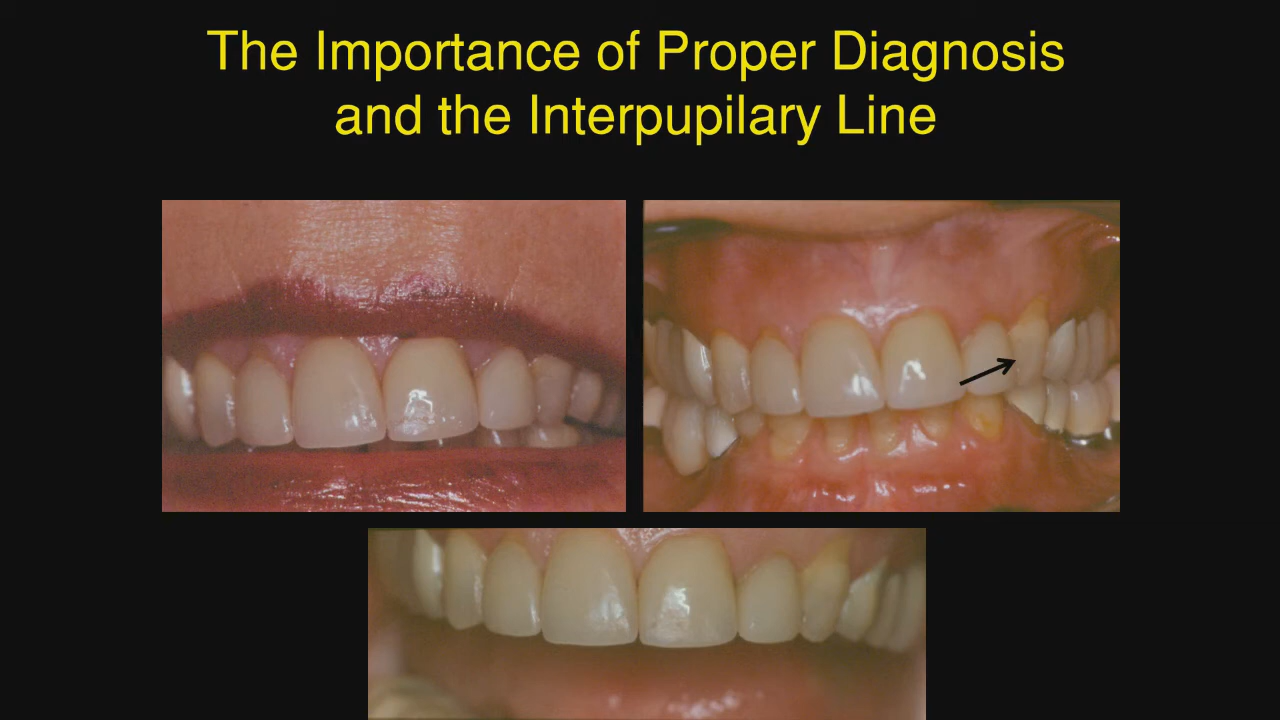 The Importance of Proper Diagnosis
and the Interpupilary Line